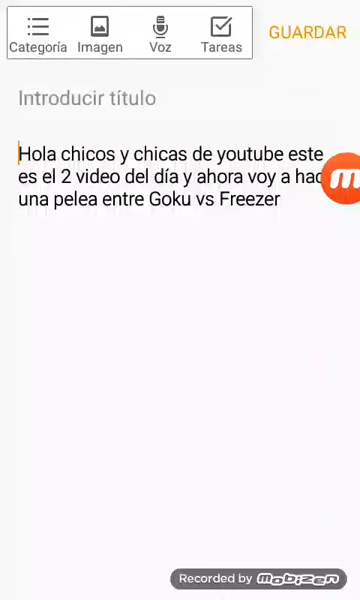 Categoría Imagen Voz Tareas GUARDAR
Introducir título
Hola chicos y chicas de youtube este
es el 2 video del día y ahora voy a
una pelea entre Goku vs Freezer
Recorded by mobizen